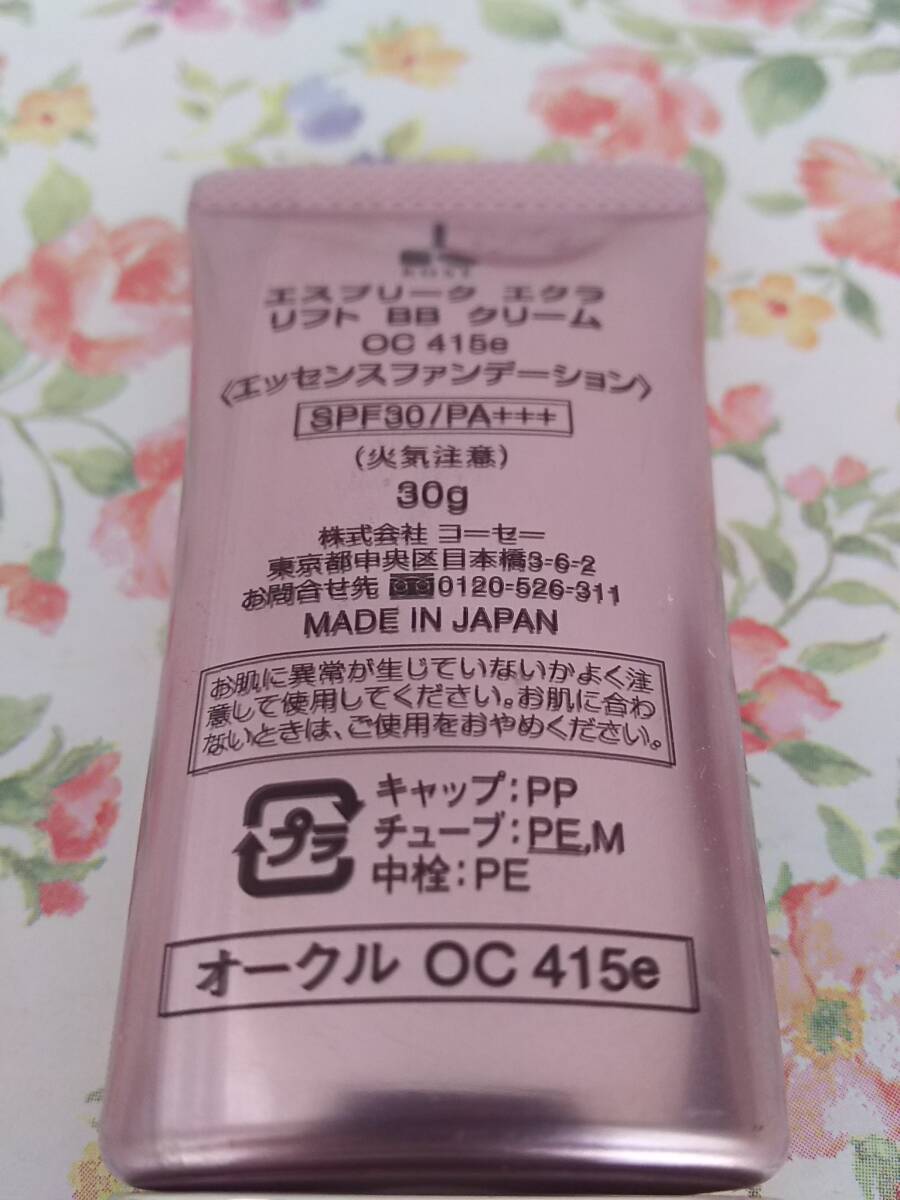 KOSÉ
エスプリーク エクラ
リフト BB クリーム
OC 415e
〈エッセンスファンデーション〉
SPF30/PA+++
(火気注意)
30g
株式会社 コーセー
東京都中央区日本橋3-6-2
お問合せ先 0120-526-311
MADE IN JAPAN
お肌に異常が生じていないかよく注
意して使用してください。お肌に合わ
ないときは、ご使用をおやめください。
プラ
キャップ:PP
チューブ:PE,M
中栓:PE
オークル OC 415e